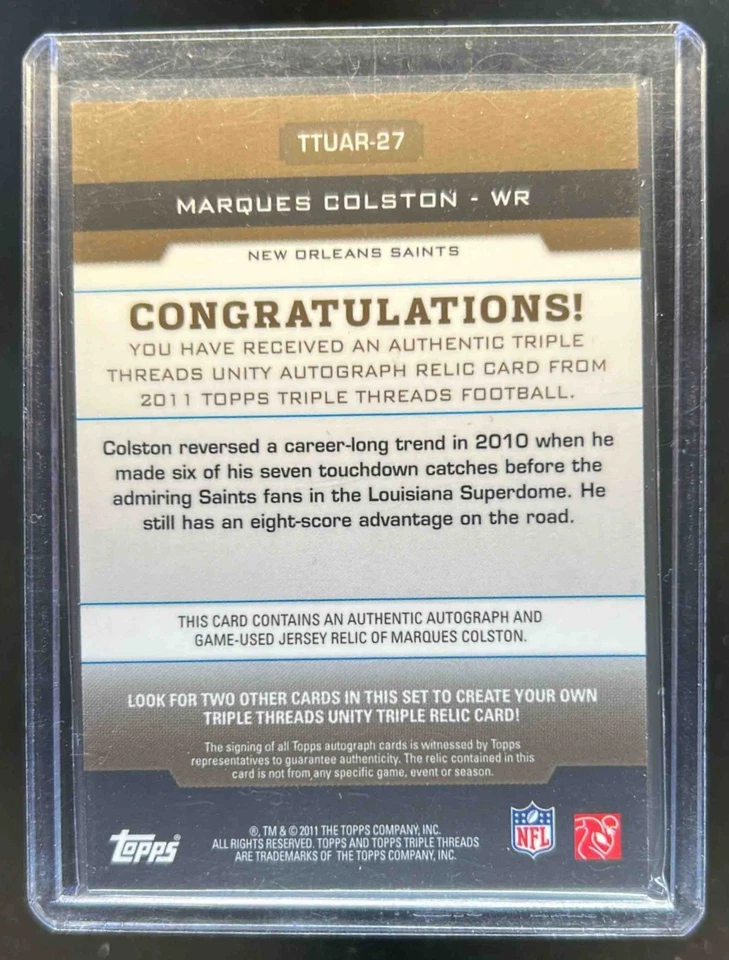 TTUAR-27
MARQUES COLSTON - WR
NEW ORLEANS SAINTS
CONGRATULATIONS!
YOU HAVE RECEIVED AN AUTHENTIC TRIPLE
THREADS UNITY AUTOGRAPH RELIC CARD FROM
2011 TOPPS TRIPLE THREADS FOOTBALL.
Colston reversed a career-long trend in 2010 when he
made six of his seven touchdown catches before the
admiring Saints fans in the Louisiana Superdome. He
still has an eight-score advantage on the road.
THIS CARD CONTAINS AN AUTHENTIC AUTOGRAPH AND
GAME-USED JERSEY RELIC OF MARQUES COLSTON.
LOOK FOR TWO OTHER CARDS IN THIS SET TO CREATE YOUR OWN
TRIPLE THREADS UNITY TRIPLE RELIC CARD!
The signing of all Topps autograph cards is witnessed by Topps
representatives to guarantee authenticity. The relic contained in this
card is not from any specific game, event or season.
®, TM & © 2011 THE TOPPS COMPANY, INC.
ALL RIGHTS RESERVED. TOPPS AND TOPPS TRIPLE THREADS
ARE TRADEMARKS OF THE TOPPS COMPANY, INC.
Topps®
NFL